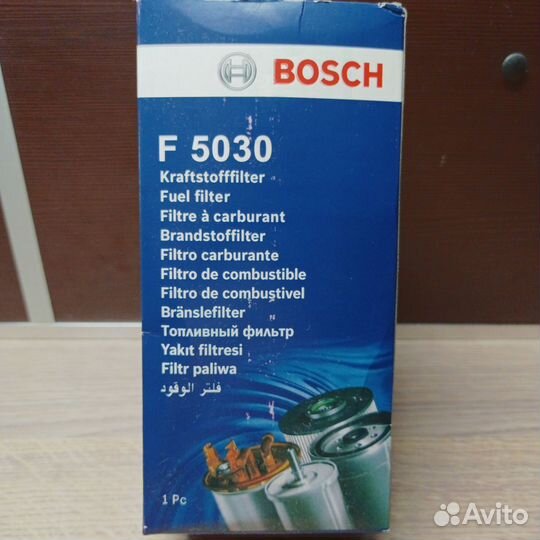 BOSCH
F 5030
Kraftstofffilter
Fuel filter
Filtre à carburant
Brandstoffilter
Filtro carburante
Filtro de combustible
Filtro de combustivel
Bränslefilter
Топливный фильтр
Yakıt filtresi
Filtr paliwa
فلتر الوقود
1 Pc
Avito